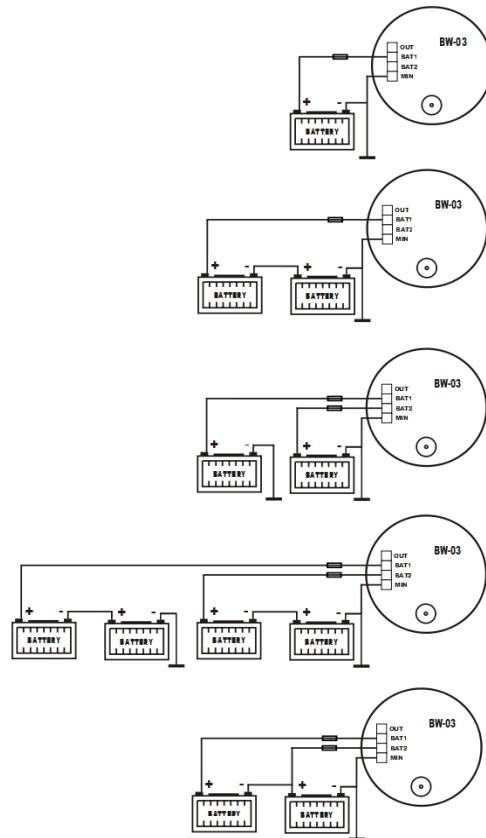 OUT
BW-03
BAT1
BAT2
MIN
+ -
BATTERY
OUT
BW-03
BAT1
BAT2
MIN
+ - + -
BATTERY BATTERY
OUT
BW-03
BAT1
BAT2
MIN
+ - + -
BATTERY BATTERY
OUT
BW-03
BAT1
BAT2
MIN
+ - + - + - + -
BATTERY BATTERY BATTERY BATTERY
OUT
BW-03
BAT1
BAT2
MIN
+ - + -
BATTERY BATTERY